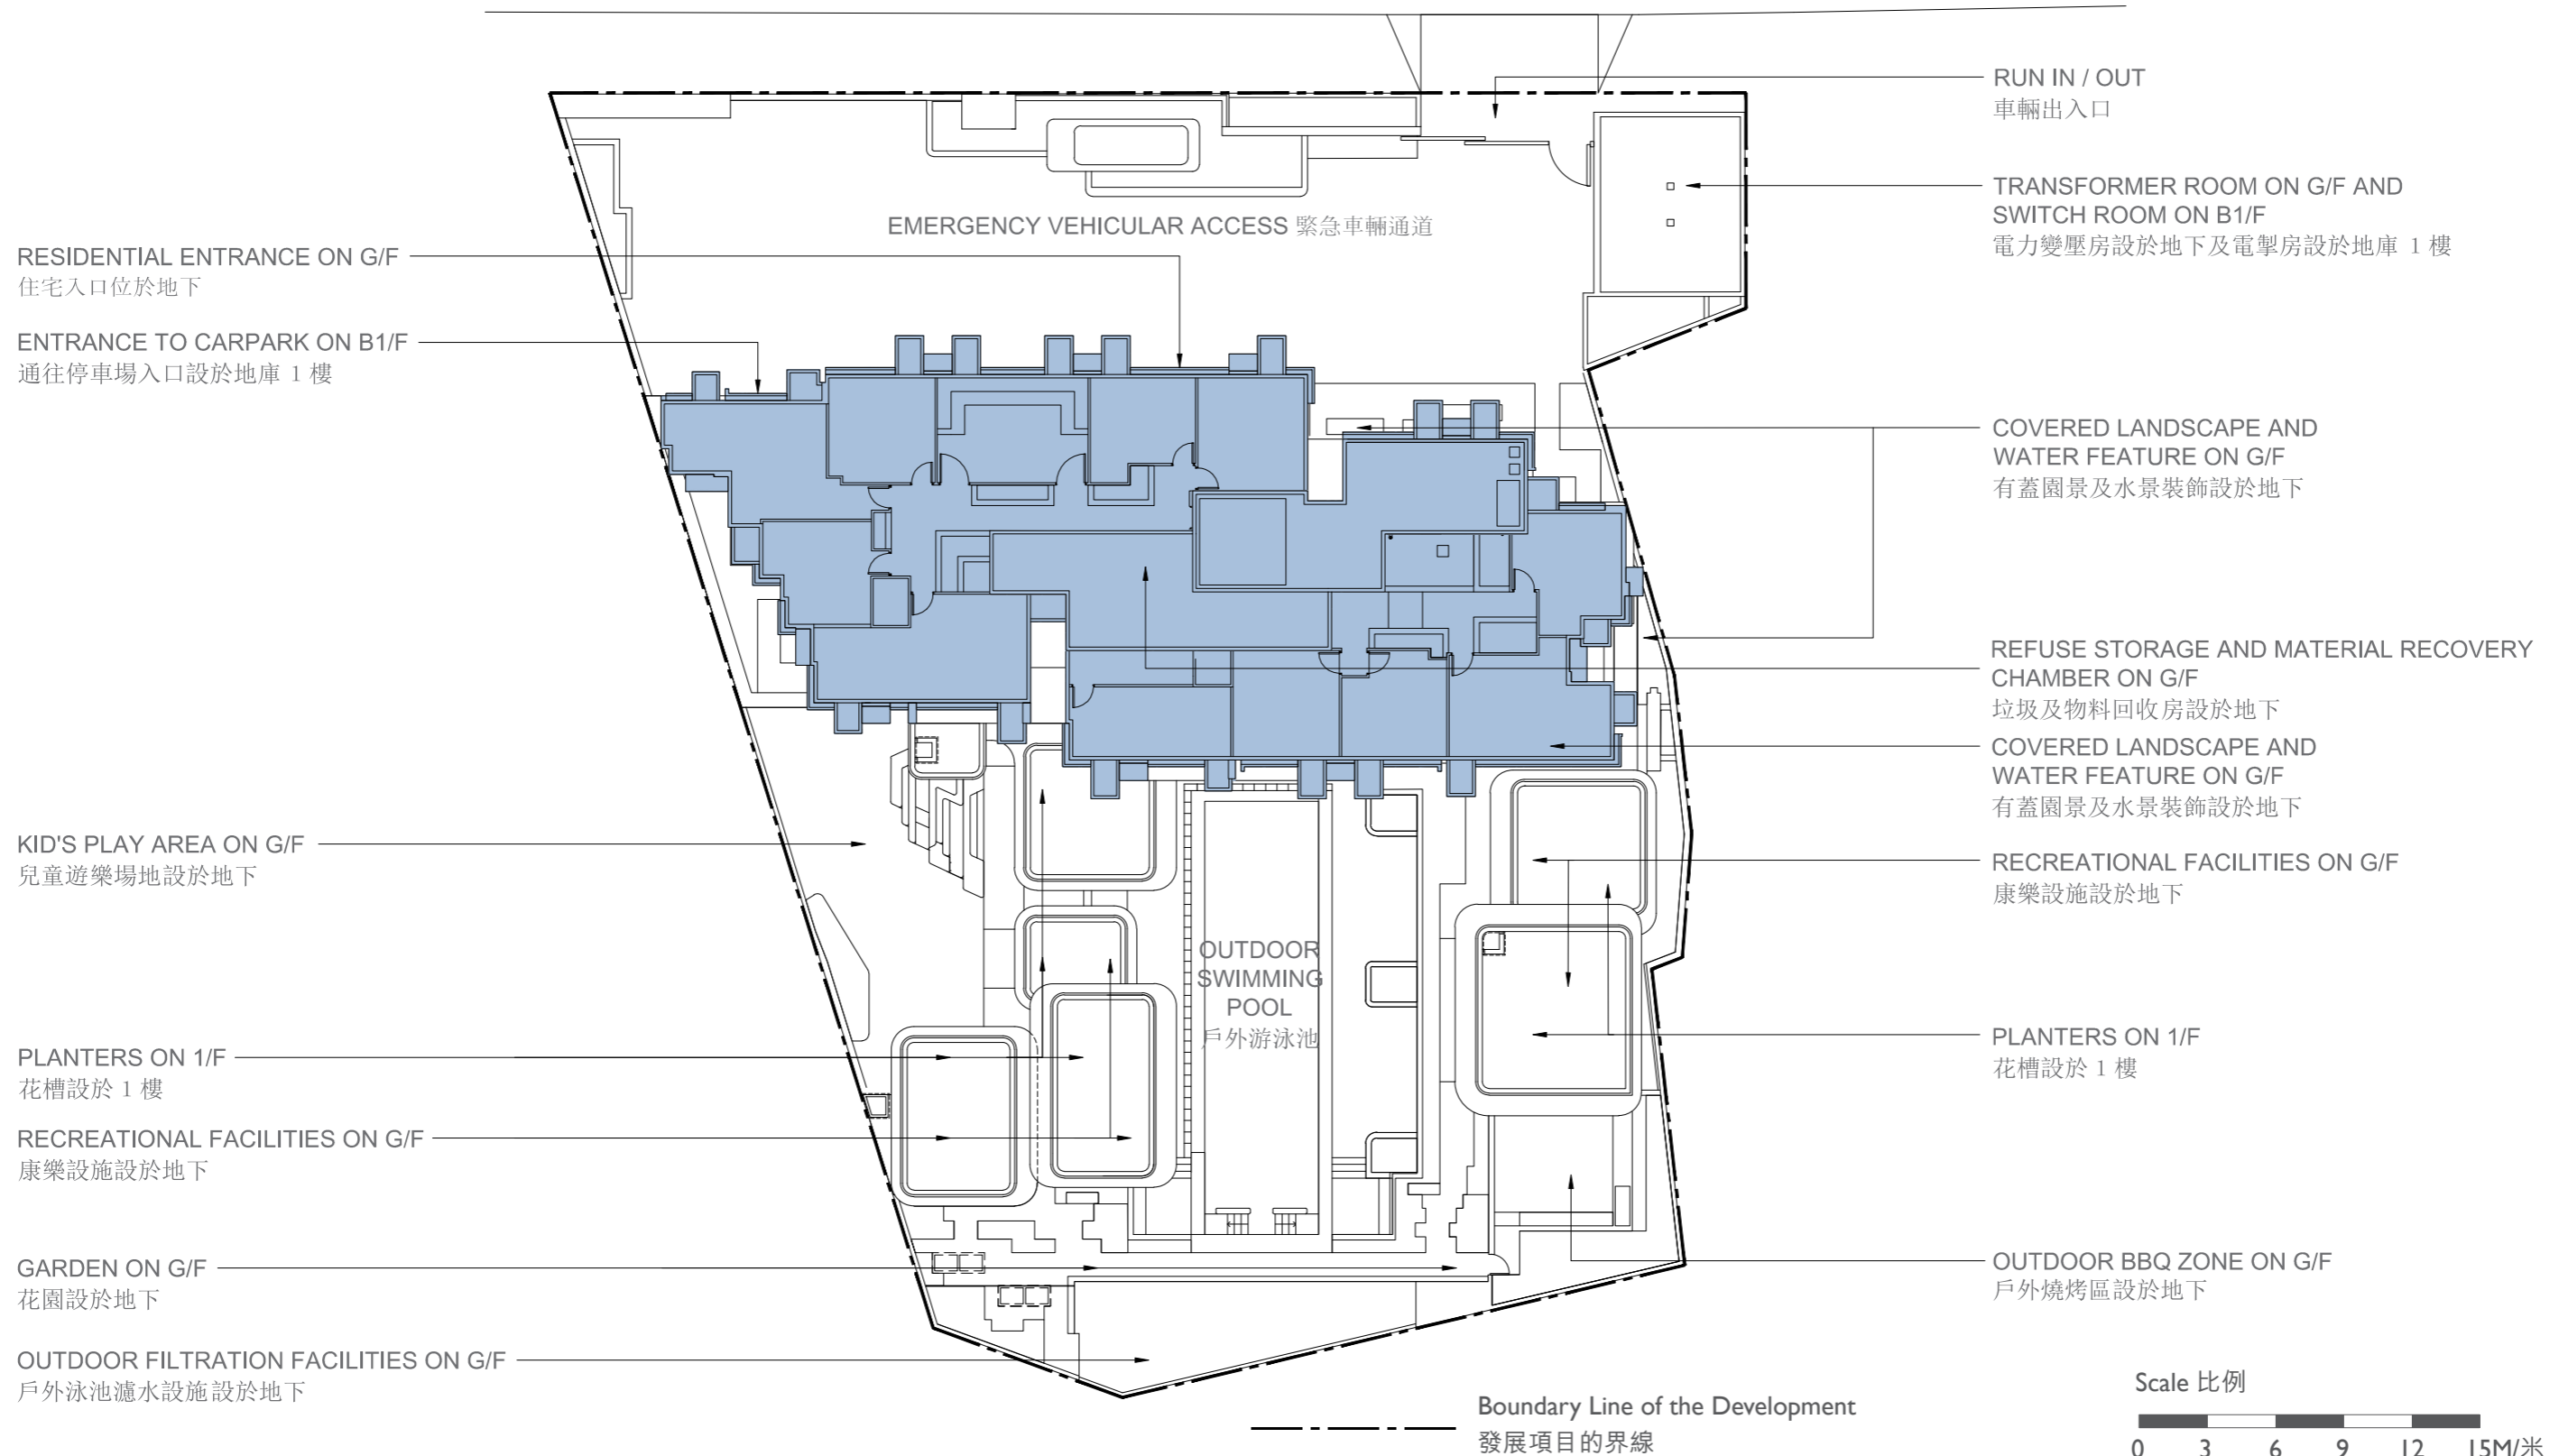 RUN IN / OUT
車輛出入口
TRANSFORMER ROOM ON G/F AND
SWITCH ROOM ON B1/F
電力變壓房設於地下及電掣房設於地庫 1 樓
EMERGENCY VEHICULAR ACCESS 緊急車輛通道
RESIDENTIAL ENTRANCE ON G/F
住宅入口位於地下
ENTRANCE TO CARPARK ON B1/F
通往停車場入口設於地庫 1 樓
COVERED LANDSCAPE AND
WATER FEATURE ON G/F
有蓋園景及水景裝飾設於地下
REFUSE STORAGE AND MATERIAL RECOVERY
CHAMBER ON G/F
垃圾及物料回收房設於地下
COVERED LANDSCAPE AND
WATER FEATURE ON G/F
有蓋園景及水景裝飾設於地下
KID'S PLAY AREA ON G/F
兒童遊樂場地設於地下
RECREATIONAL FACILITIES ON G/F
康樂設施設於地下
OUTDOOR
SWIMMING
POOL
戶外游泳池
PLANTERS ON 1/F
花槽設於 1 樓
PLANTERS ON 1/F
花槽設於 1 樓
RECREATIONAL FACILITIES ON G/F
康樂設施設於地下
GARDEN ON G/F
花園設於地下
OUTDOOR BBQ ZONE ON G/F
戶外燒烤區設於地下
OUTDOOR FILTRATION FACILITIES ON G/F
戶外泳池濾水設施設於地下
Boundary Line of the Development
發展項目的界線
Scale 比例
0 3 6 9 12 15M/米